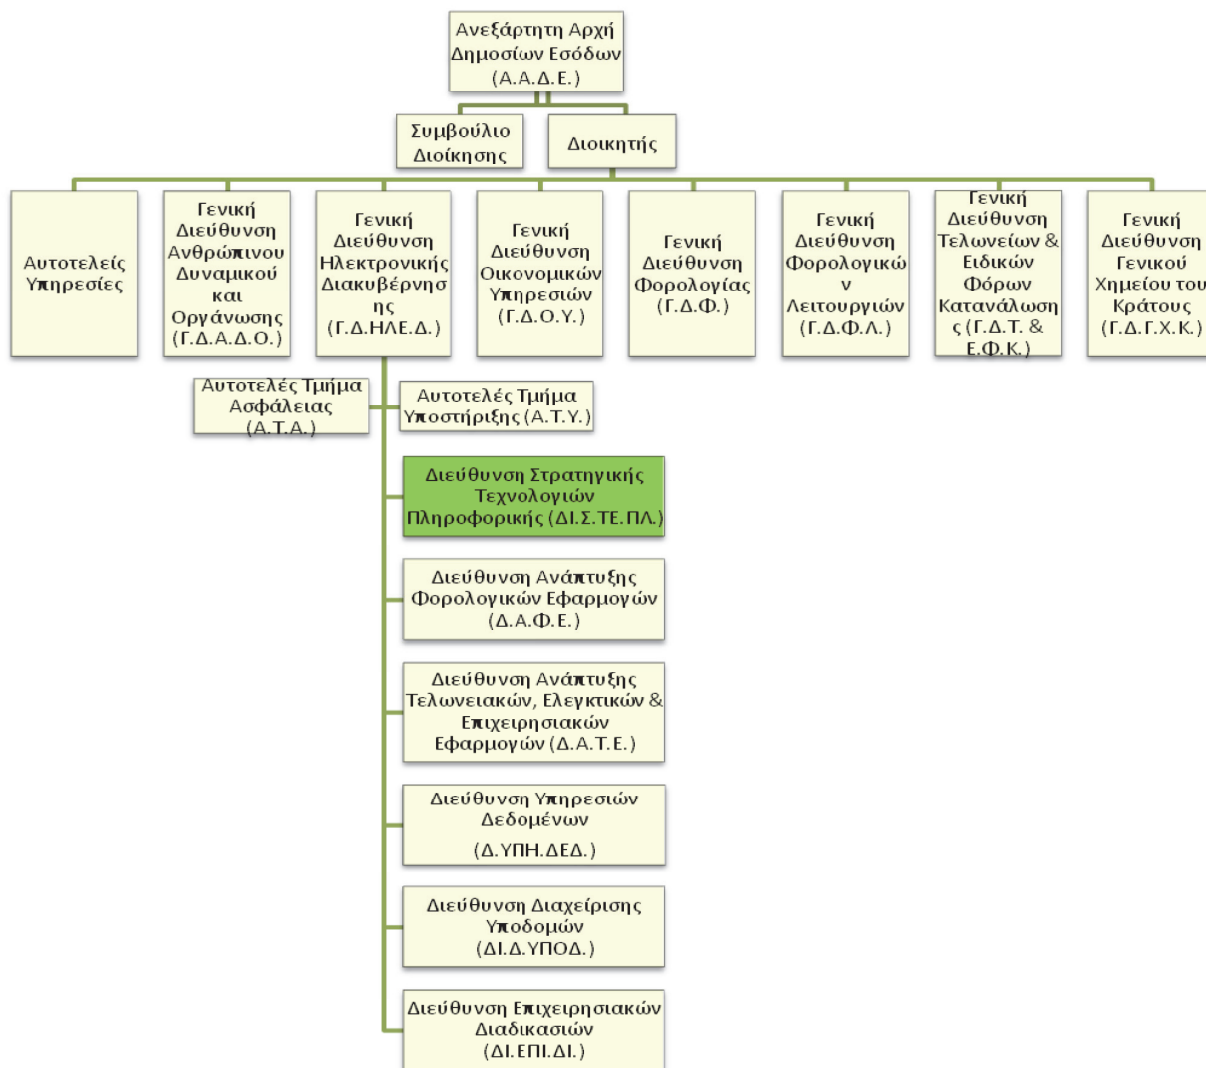 Ανεξάρτητη Αρχή
Δημοσίων Εσόδων
(Α.Α.Δ.Ε.)
Συμβούλιο
Διοίκησης
Διοικητής
Αυτοτελείς
Υπηρεσίες
Γενική
Διεύθυνση
Ανθρώπινου
Δυναμικού
και
Οργάνωσης
(Γ.Δ.Α.Δ.Ο.)
Γενική
Διεύθυνση
Ηλεκτρονικής
Διακυβέρνησ
ης
(Γ.Δ.ΗΛΕ.Δ.)
Γενική
Διεύθυνση
Οικονομικών
Υπηρεσιών
(Γ.Δ.Ο.Υ.)
Γενική
Διεύθυνση
Φορολογίας
(Γ.Δ.Φ.)
Γενική
Διεύθυνση
Φορολογικώ
ν
Λειτουργιών
(Γ.Δ.Φ.Λ.)
Γενική
Διεύθυνση
Τελωνείων &
Ειδικών
Φόρων
Κατανάλωση
ς (Γ.Δ.Τ. &
Ε.Φ.Κ.)
Γενική
Διεύθυνση
Γενικού
Χημείου του
Κράτους
(Γ.Δ.Γ.Χ.Κ.)
Αυτοτελές Τμήμα
Ασφάλειας
(Α.Τ.Α.)
Αυτοτελές Τμήμα
Υποστήριξης (Α.Τ.Υ.)
Διεύθυνση Στρατηγικής
Τεχνολογιών
Πληροφορικής (ΔΙ.Σ.ΤΕ.ΠΛ.)
Διεύθυνση Ανάπτυξης
Φορολογικών Εφαρμογών
(Δ.Α.Φ.Ε.)
Διεύθυνση Ανάπτυξης
Τελωνειακών, Ελεγκτικών &
Επιχειρησιακών
Εφαρμογών (Δ.Α.Τ.Ε.)
Διεύθυνση Υπηρεσιών
Δεδομένων
(Δ.ΥΠΗ.ΔΕΔ.)
Διεύθυνση Διαχείρισης
Υποδομών
(ΔΙ.Δ.ΥΠΟΔ.)
Διεύθυνση Επιχειρησιακών
Διαδικασιών
(ΔΙ.ΕΠΙ.ΔΙ.)